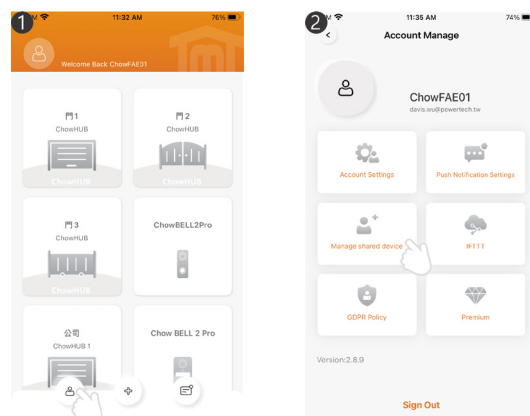 1
M
11:32 AM
76%
Welcome Back ChowFAE01
門 1
ChowHUB
ChowHUB
門 2
ChowHUB
ChowHUB
門 3
ChowHUB
ChowHUB
ChowBELL2Pro
公司
ChowHUB 1
Chow BELL 2 Pro
2
M
11:35 AM
74%
Account Manage
ChowFAE01
davis.wu@powertech.tw
Account Settings
Push Notification Settings
Manage shared device
IFTTT
GDPR Policy
Premium
Version:2.8.9
Sign Out